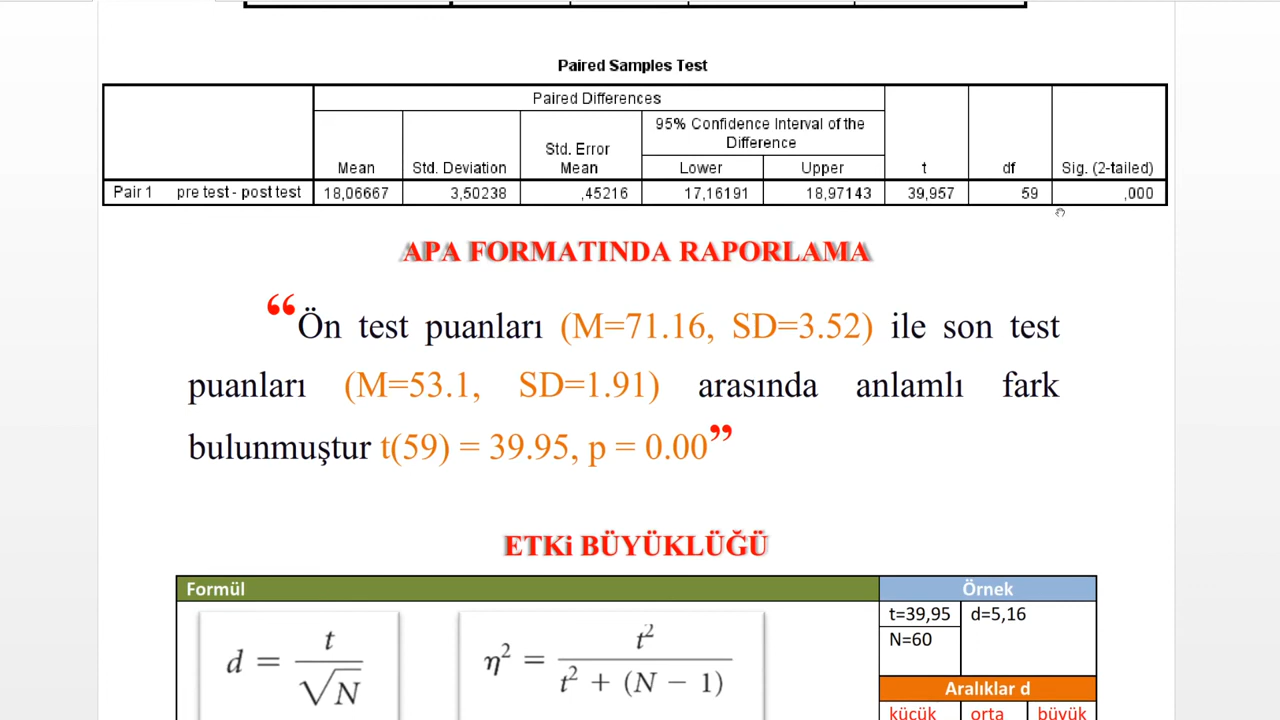 Paired Samples Test
Paired Differences
95% Confidence Interval of the
Difference
Mean Std. Deviation Std. Error
Mean Lower Upper t df Sig. (2-tailed)
Pair 1 pre test - post test 18,06667 3,50238 ,45216 17,16191 18,97143 39,957 59 ,000
APA FORMATINDA RAPORLAMA
“Ön test puanları (M=71.16, SD=3.52) ile son test
puanları (M=53.1, SD=1.91) arasında anlamlı fark
bulunmuştur t(59) = 39.95, p = 0.00”
ETKi BÜYÜKLÜĞÜ
Formül Örnek
t=39,95 d=5,16
N=60
d = t / √N
η² = t² / t² + (N − 1)
Aralıklar d
küçük orta büyük